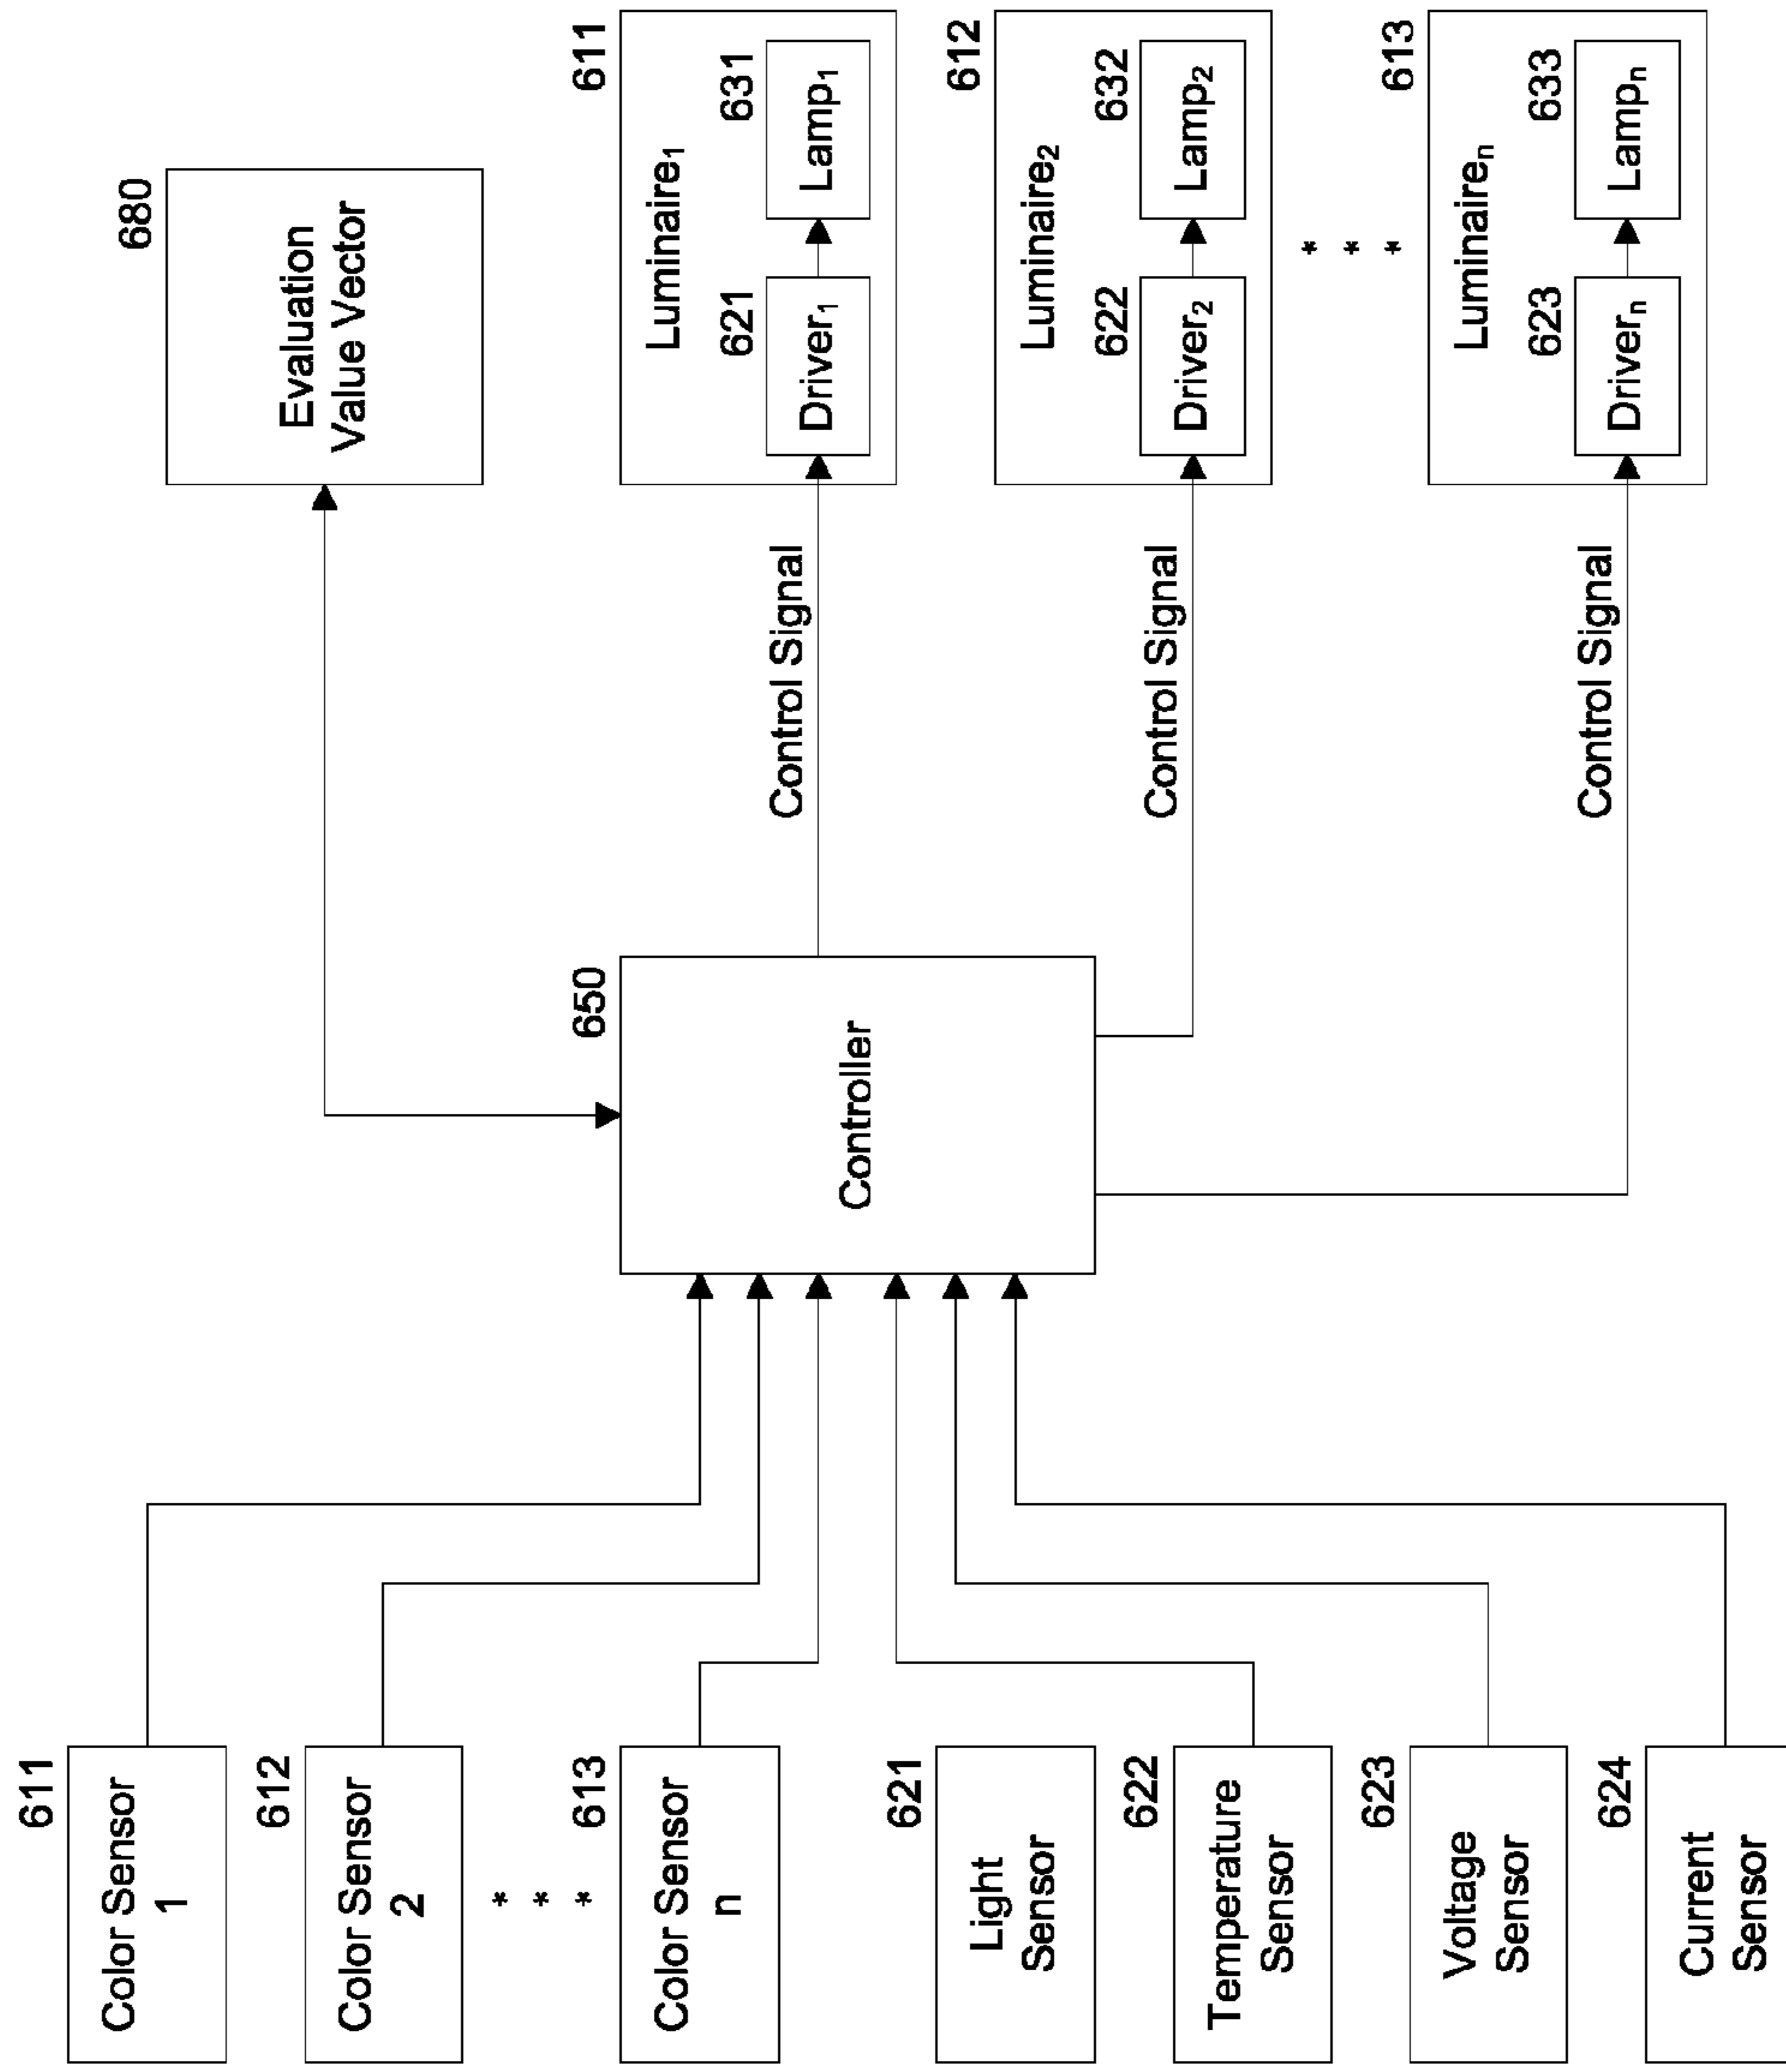 611
Color Sensor
1
612
Color Sensor
2
* * *
613
Color Sensor
n
621
Light
Sensor
622
Temperature
Sensor
623
Voltage
Sensor
624
Current
Sensor
650
Controller
680
Evaluation
Value Vector
Control Signal
611
Luminaire₁
621
Driver₁
631
Lamp₁
Control Signal
612
Luminaire₂
622
Driver₂
632
Lamp₂
* * *
Control Signal
613
Luminaireₙ
623
Driverₙ
633
Lampₙ